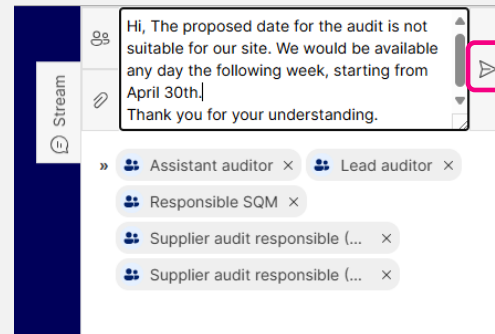 Hi, The proposed date for the audit is not
suitable for our site. We would be available
any day the following week, starting from
April 30th.
Thank you for your understanding.
Stream
» Assistant auditor × Lead auditor ×
Responsible SQM ×
Supplier audit responsible (... ×
Supplier audit responsible (... ×